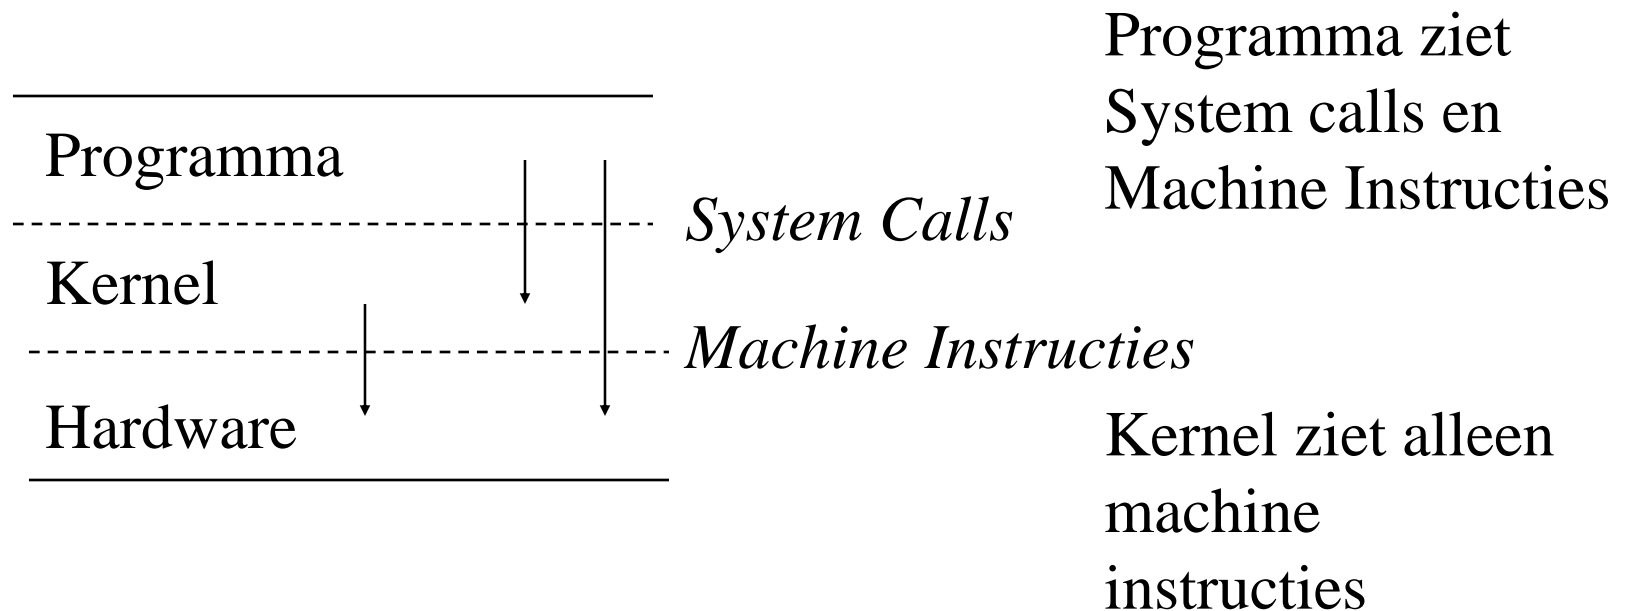 Programma ziet
System calls en
Machine Instructies
Programma
System Calls
Kernel
Machine Instructies
Hardware
Kernel ziet alleen
machine
instructies